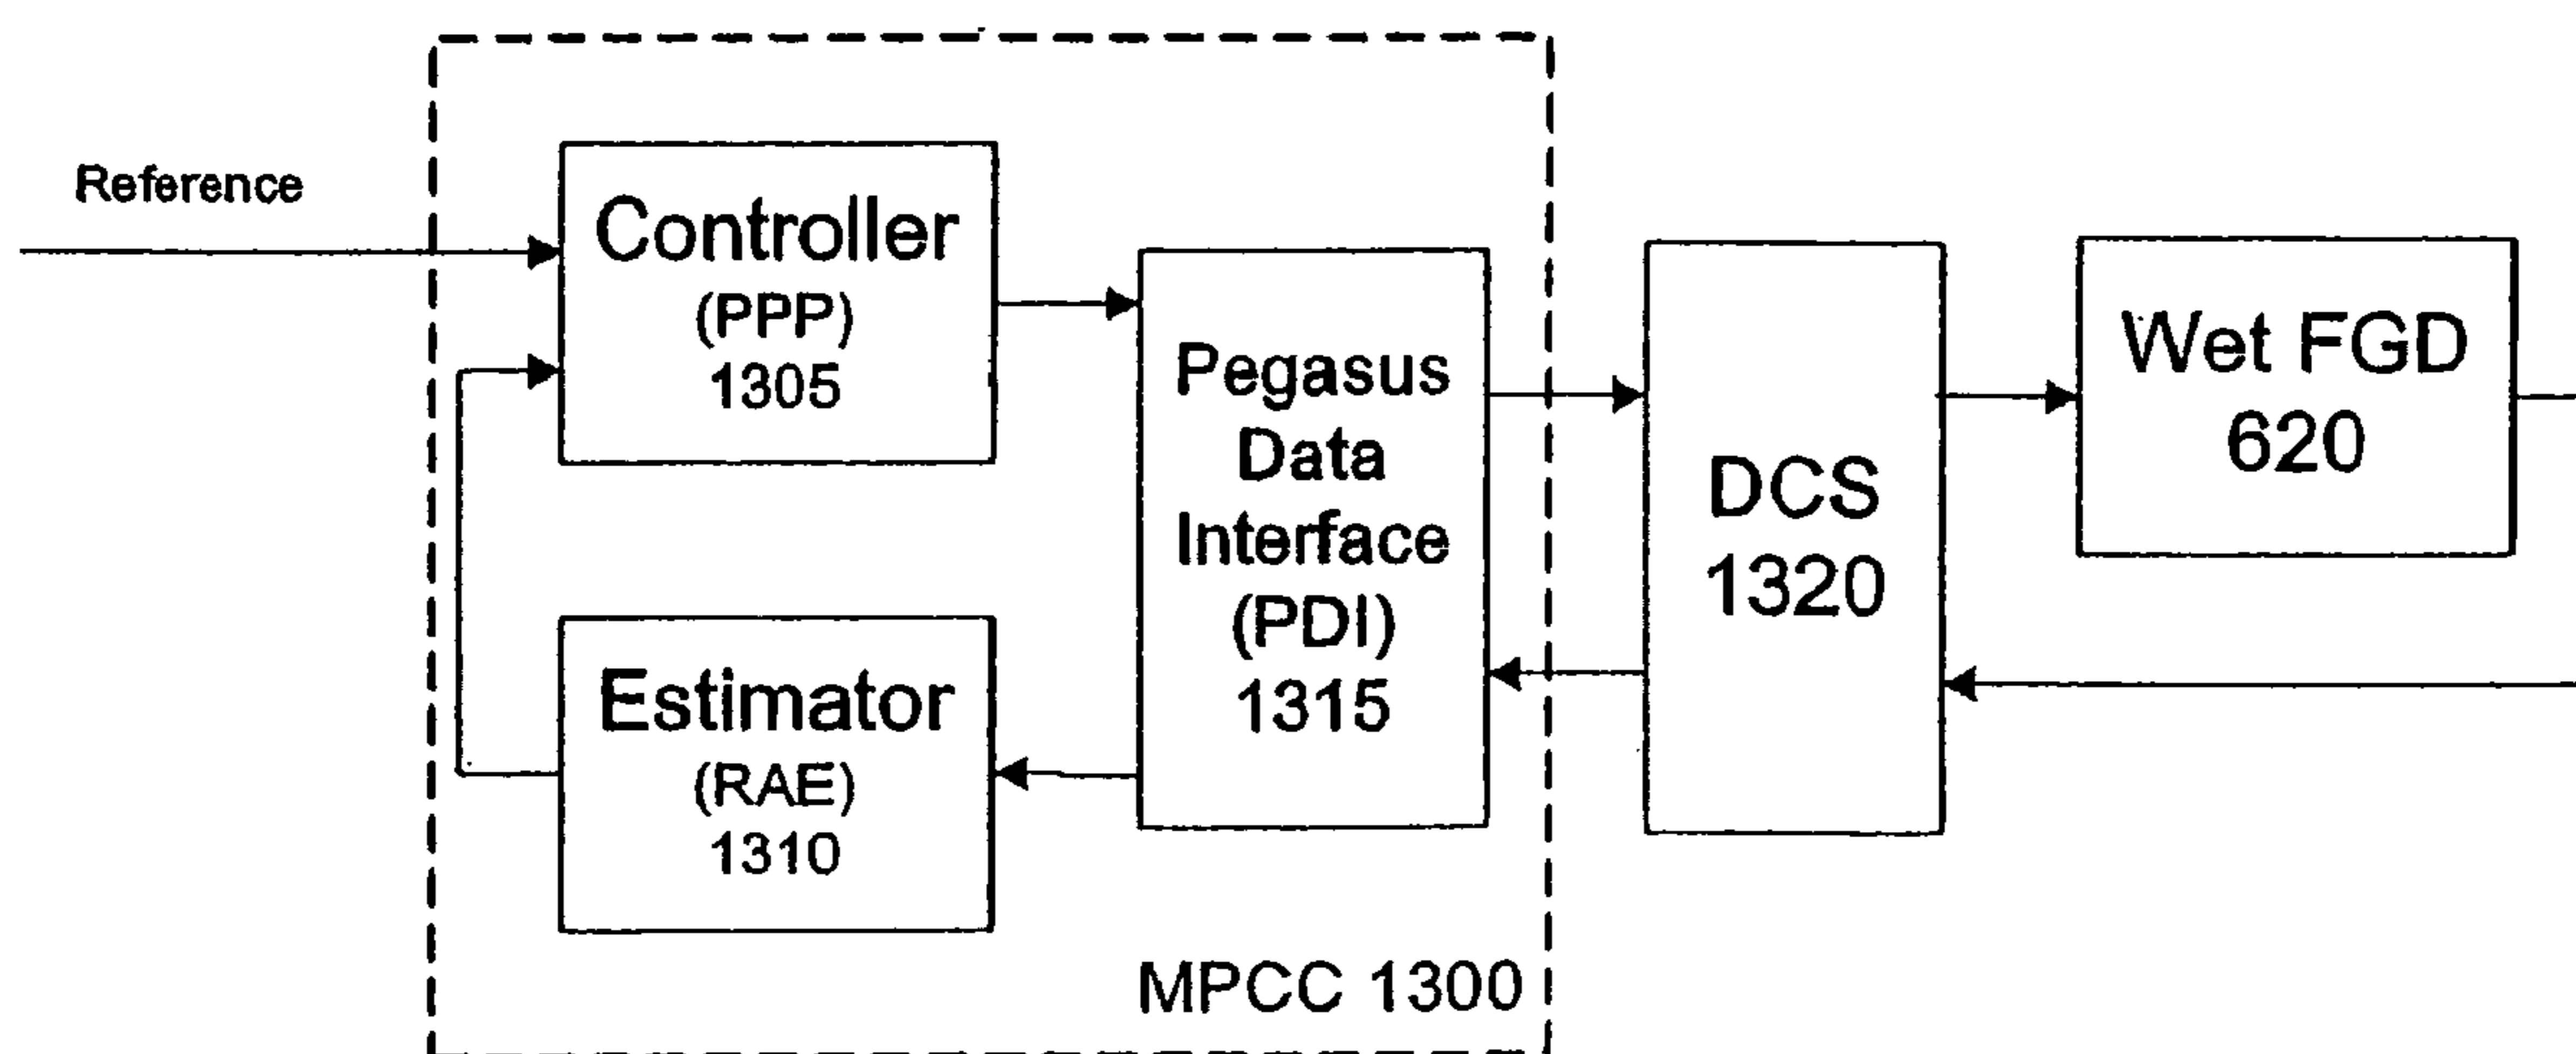 Reference
Controller
(PPP)
1305
Pegasus
Data
Interface
(PDI)
1315
Estimator
(RAE)
1310
MPCC 1300
DCS
1320
Wet FGD
620